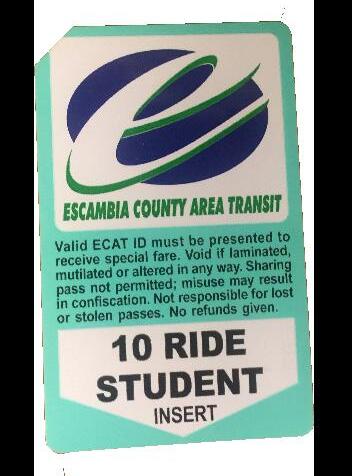 ESCAMBIA COUNTY AREA TRANSIT
Valid ECAT ID must be presented to
receive special fare. Void if laminated,
mutilated or altered in any way. Sharing
pass not permitted; misuse may result
in confiscation. Not responsible for lost
or stolen passes. No refunds given.
10 RIDE
STUDENT
INSERT